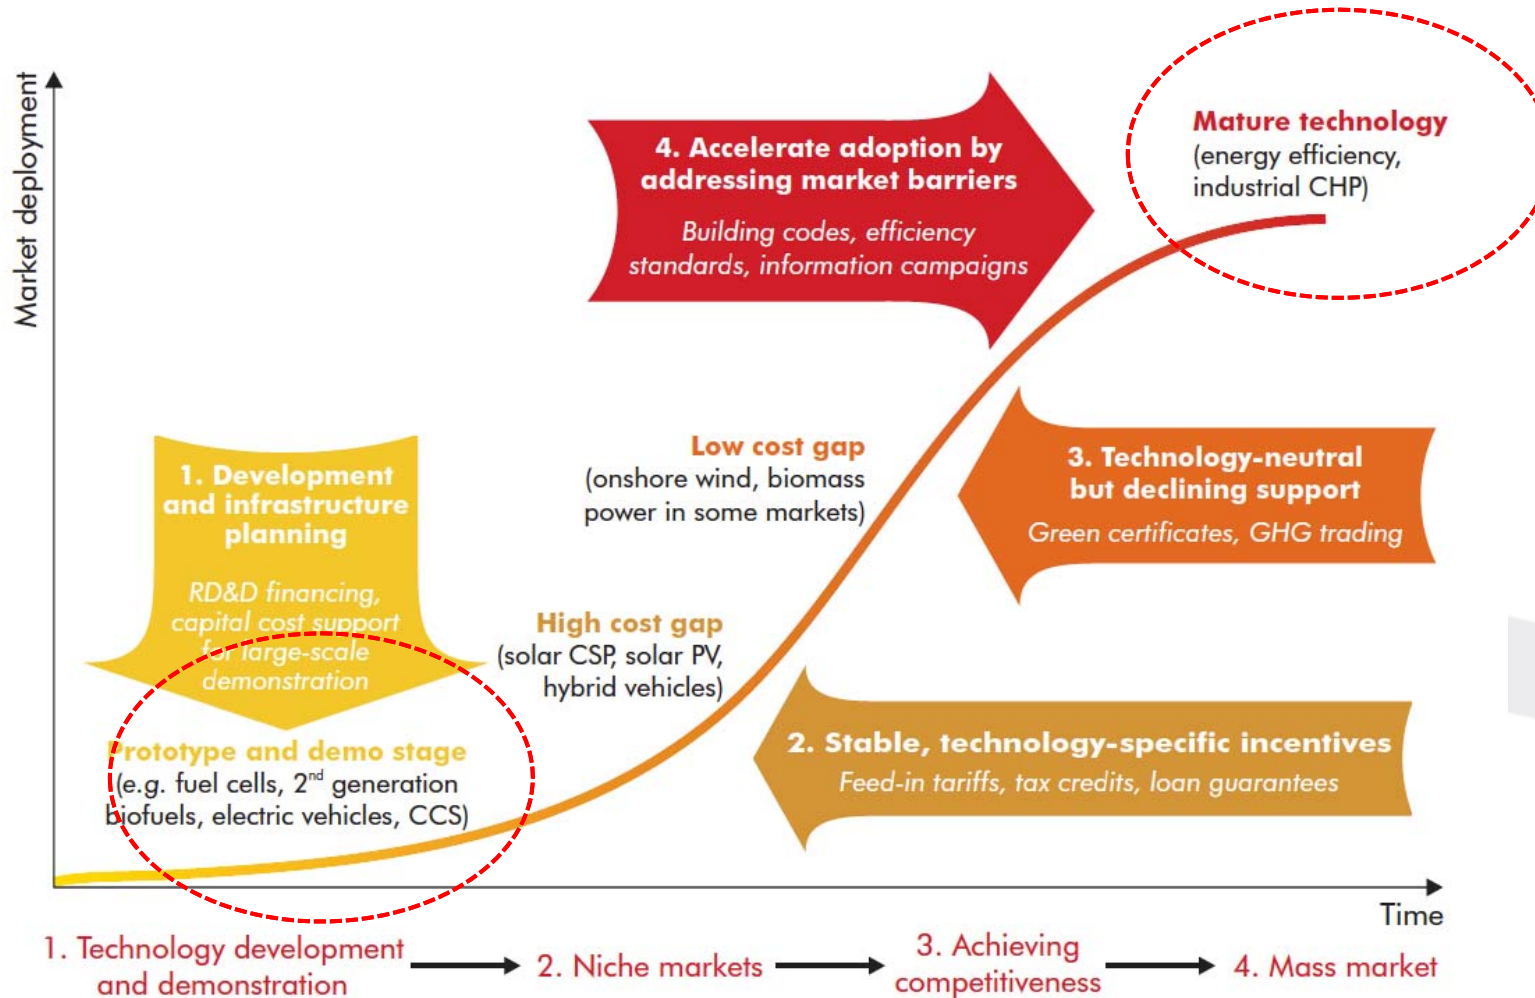 Market deployment
4. Accelerate adoption by
addressing market barriers
Building codes, efficiency
standards, information campaigns
Mature technology
(energy efficiency,
industrial CHP)
1. Development
and infrastructure
planning
RD&D financing,
capital cost support
for large-scale
demonstration
Low cost gap
(onshore wind, biomass
power in some markets)
3. Technology-neutral
but declining support
Green certificates, GHG trading
High cost gap
(solar CSP, solar PV,
hybrid vehicles)
2. Stable, technology-specific incentives
Feed-in tariffs, tax credits, loan guarantees
Prototype and demo stage
(e.g. fuel cells, 2nd generation
biofuels, electric vehicles, CCS)
Time
1. Technology development
and demonstration
2. Niche markets
3. Achieving
competitiveness
4. Mass market